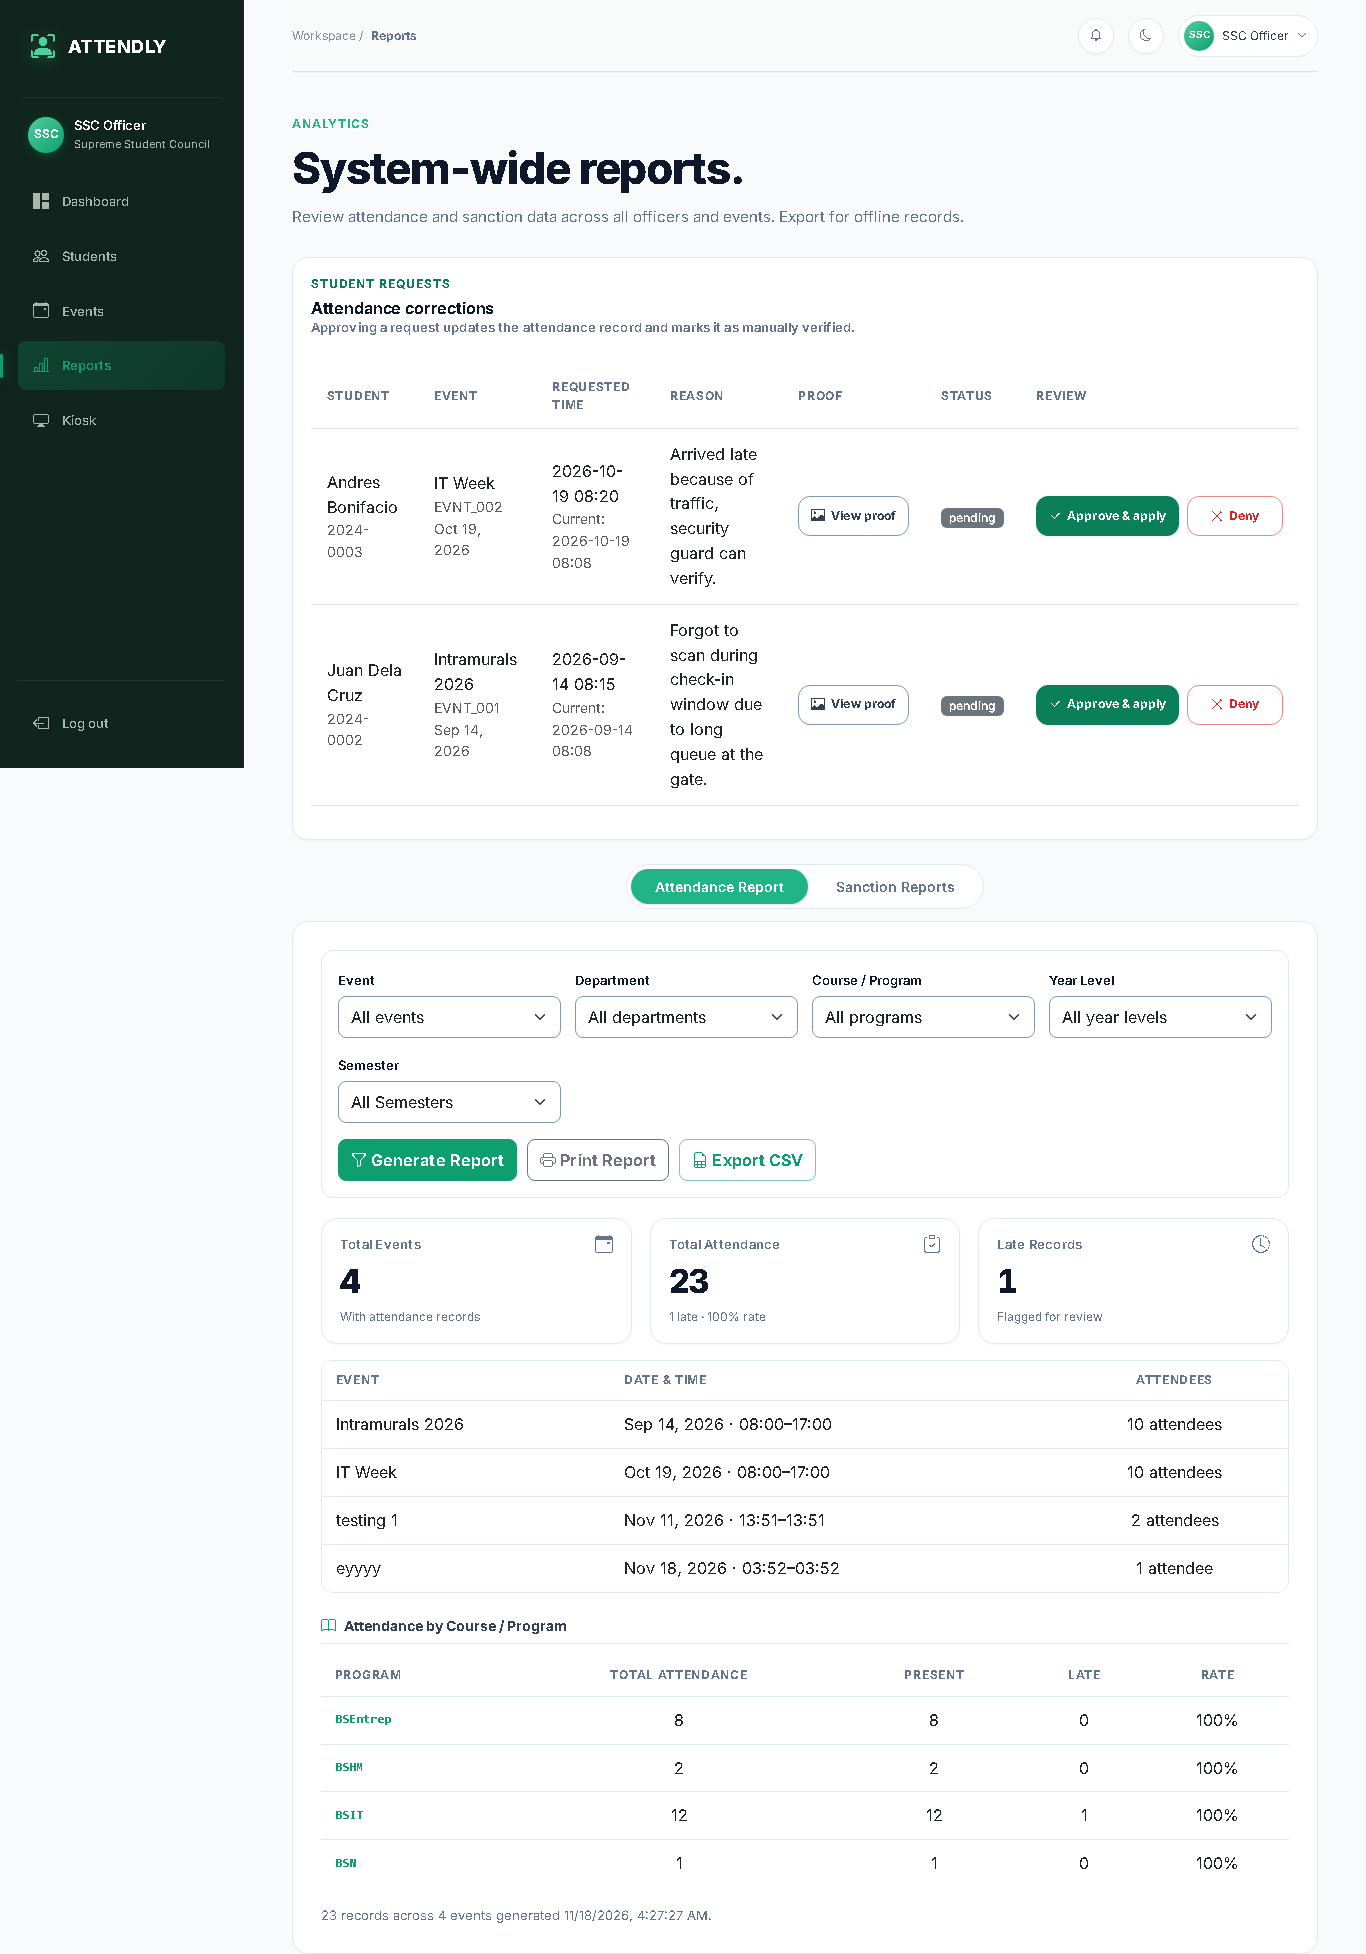 ATTENDLY
SSC
SSC Officer
Supreme Student Council
Dashboard
Students
Events
Reports
Kiosk
Log out
Workspace / Reports
SSC
SSC Officer
ANALYTICS
System-wide reports.
Review attendance and sanction data across all officers and events. Export for offline records.
STUDENT REQUESTS
Attendance corrections
Approving a request updates the attendance record and marks it as manually verified.
STUDENT EVENT REQUESTED TIME REASON PROOF STATUS REVIEW
Andres
Bonifacio
2024-
0003
IT Week
EVNT_002
Oct 19,
2026
2026-10-
19 08:20
Current:
2026-10-19
08:08
Arrived late
because of
traffic,
security
guard can
verify.
View proof
pending
Approve & apply
Deny
Juan Dela
Cruz
2024-
0002
Intramurals
2026
EVNT_001
Sep 14,
2026
2026-09-
14 08:15
Current:
2026-09-14
08:08
Forgot to
scan during
check-in
window due
to long
queue at the
gate.
View proof
pending
Approve & apply
Deny
Attendance Report
Sanction Reports
Event
All events
Department
All departments
Course / Program
All programs
Year Level
All year levels
Semester
All Semesters
Generate Report
Print Report
Export CSV
Total Events
4
With attendance records
Total Attendance
23
1 late · 100% rate
Late Records
1
Flagged for review
EVENT DATE & TIME ATTENDEES
Intramurals 2026 Sep 14, 2026 · 08:00–17:00 10 attendees
IT Week Oct 19, 2026 · 08:00–17:00 10 attendees
testing 1 Nov 11, 2026 · 13:51–13:51 2 attendees
eyyyy Nov 18, 2026 · 03:52–03:52 1 attendee
Attendance by Course / Program
PROGRAM TOTAL ATTENDANCE PRESENT LATE RATE
BSEntrep 8 8 0 100%
BSHM 2 2 0 100%
BSIT 12 12 1 100%
BSN 1 1 0 100%
23 records across 4 events generated 11/18/2026, 4:27:27 AM.